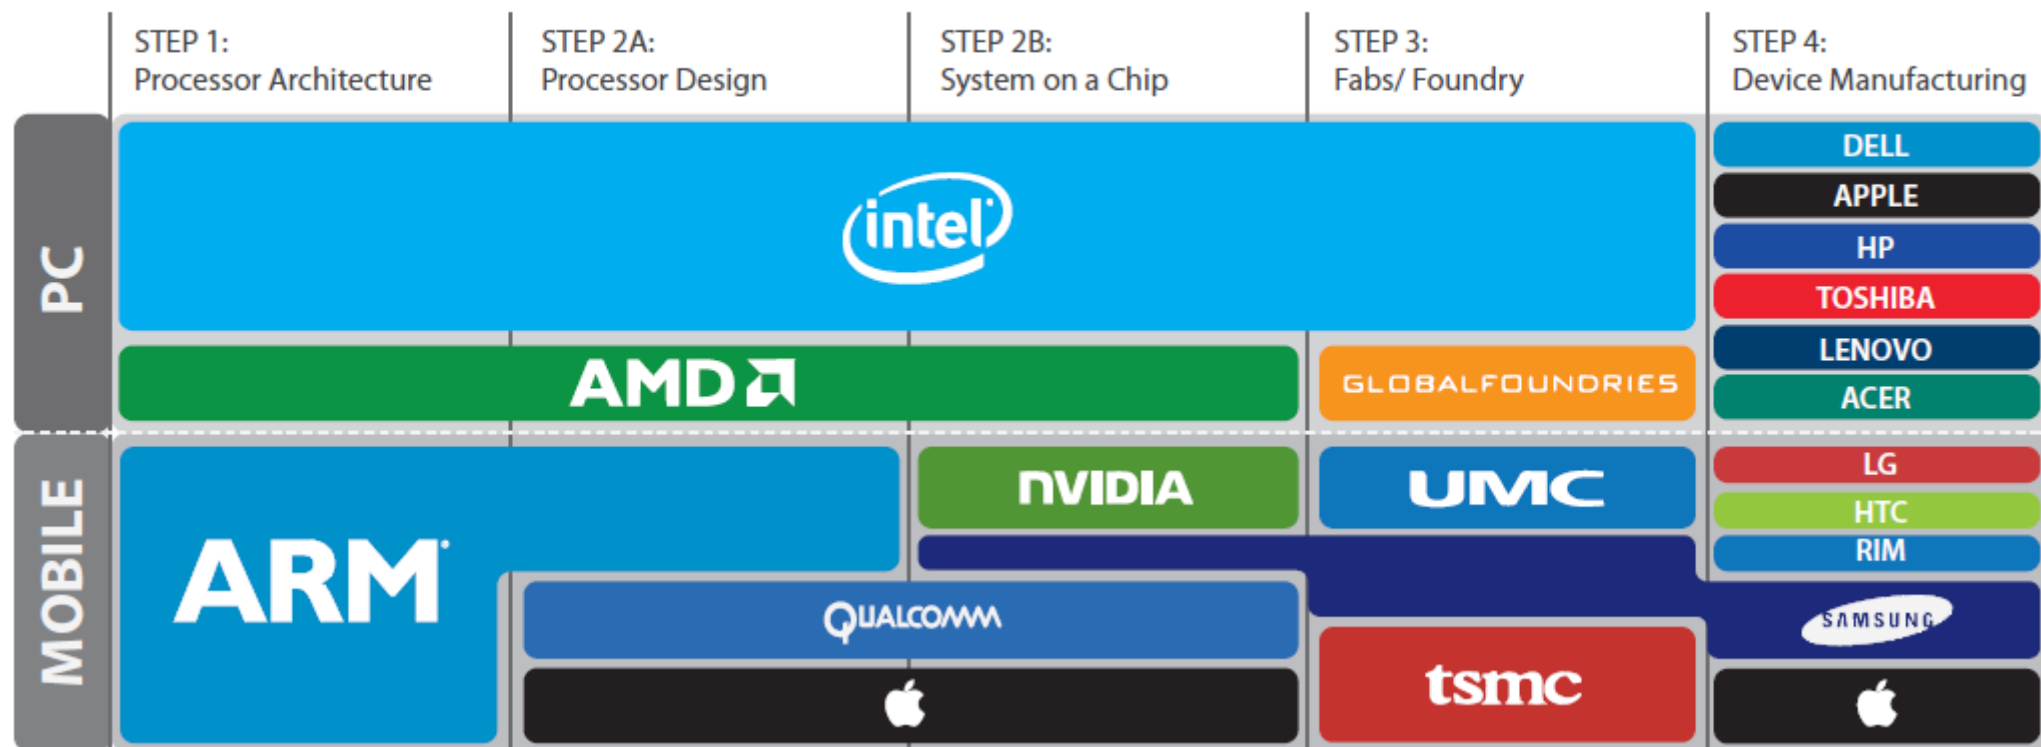 STEP 1:
Processor Architecture
STEP 2A:
Processor Design
STEP 2B:
System on a Chip
STEP 3:
Fabs/ Foundry
STEP 4:
Device Manufacturing
PC
intel
AMD
GLOBALFOUNDRIES
DELL
APPLE
HP
TOSHIBA
LENOVO
ACER
MOBILE
ARM
NVIDIA
QUALCOMM
UMC
tsmc
LG
HTC
RIM
SAMSUNG